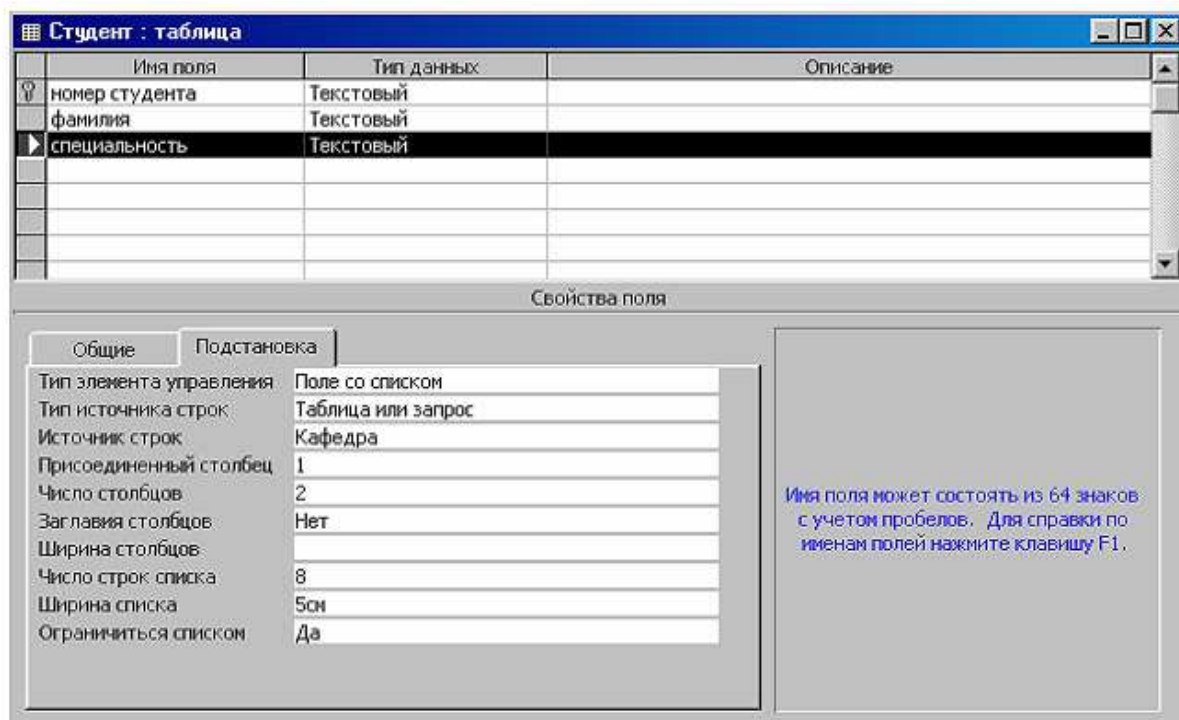 Студент : таблица
Имя поля Тип данных Описание
номер студента Текстовый
фамилия Текстовый
специальность Текстовый
Свойства поля
Общие Подстановка
Тип элемента управления Поле со списком
Тип источника строк Таблица или запрос
Источник строк Кафедра
Присоединенный столбец 1
Число столбцов 2
Заглавия столбцов Нет
Ширина столбцов
Число строк списка 8
Ширина списка 5см
Ограничиться списком Да
Имя поля может состоять из 64 знаков
с учетом пробелов. Для справки по
именам полей нажмите клавишу F1.